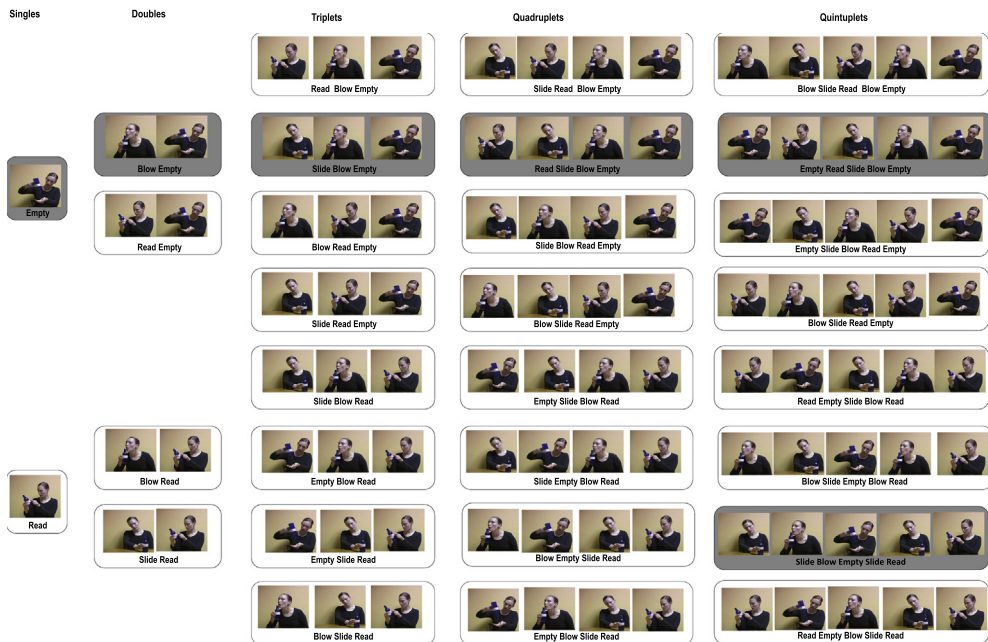 Singles
Doubles
Triplets
Quadruplets
Quintuplets
Read Blow Empty
Slide Read Blow Empty
Blow Slide Read Blow Empty
Blow Empty
Slide Blow Empty
Read Slide Blow Empty
Empty Read Slide Blow Empty
Empty
Read Empty
Blow Read Empty
Slide Blow Read Empty
Empty Slide Blow Read Empty
Slide Read Empty
Blow Slide Read Empty
Blow Slide Read Empty
Slide Blow Read
Empty Slide Blow Read
Read Empty Slide Blow Read
Blow Read
Empty Blow Read
Slide Empty Blow Read
Blow Slide Empty Blow Read
Read
Slide Read
Empty Slide Read
Blow Empty Slide Read
Slide Blow Empty Slide Read
Blow Slide Read
Empty Blow Slide Read
Read Empty Blow Slide Read